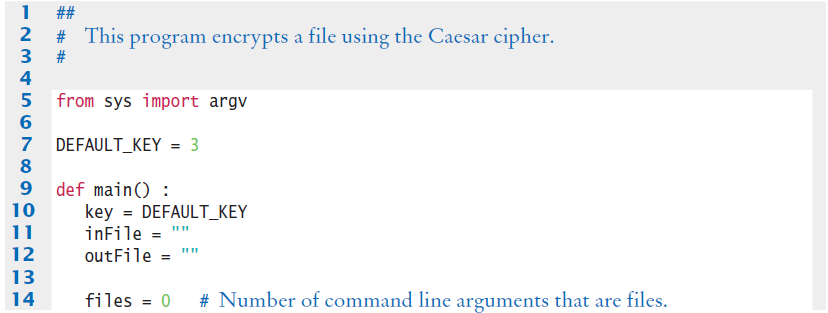 1 ##
2 # This program encrypts a file using the Caesar cipher.
3 #
4
5 from sys import argv
6
7 DEFAULT_KEY = 3
8
9 def main() :
10 key = DEFAULT_KEY
11 inFile = ""
12 outFile = ""
13
14 files = 0 # Number of command line arguments that are files.